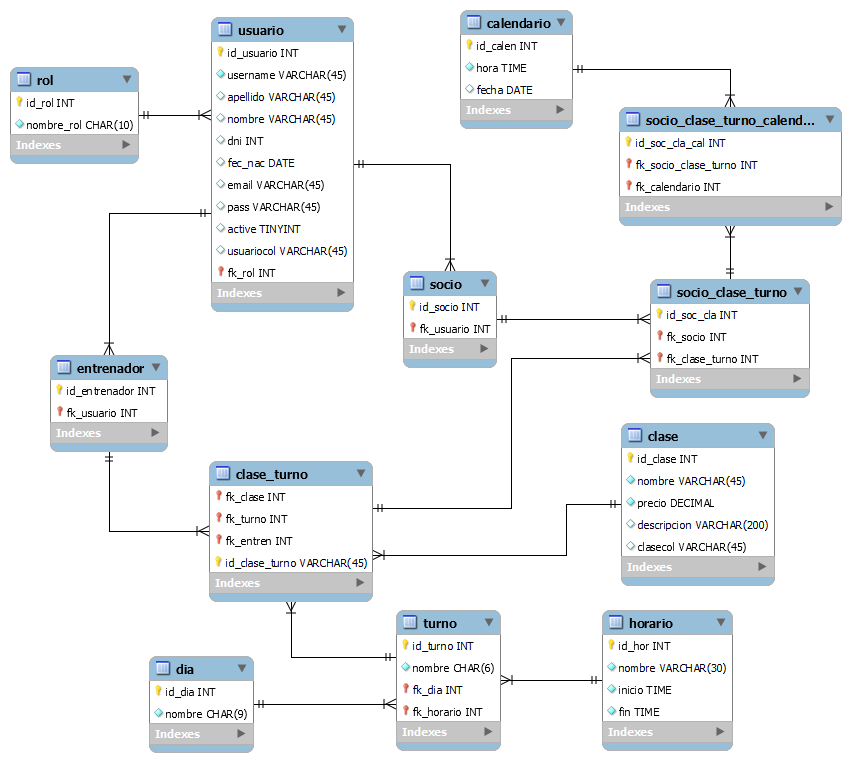 rol
id_rol INT
nombre_rol CHAR(10)
Indexes
usuario
id_usuario INT
username VARCHAR(45)
apellido VARCHAR(45)
nombre VARCHAR(45)
dni INT
fec_nac DATE
email VARCHAR(45)
pass VARCHAR(45)
active TINYINT
usuariocol VARCHAR(45)
fk_rol INT
Indexes
calendario
id_calen INT
hora TIME
fecha DATE
Indexes
socio_clase_turno_calend...
id_soc_cla_cal INT
fk_socio_clase_turno INT
fk_calendario INT
Indexes
socio
id_socio INT
fk_usuario INT
Indexes
socio_clase_turno
id_soc_cla INT
fk_socio INT
fk_clase_turno INT
Indexes
entrenador
id_entrenador INT
fk_usuario INT
Indexes
clase_turno
fk_clase INT
fk_turno INT
fk_entren INT
id_clase_turno VARCHAR(45)
Indexes
clase
id_clase INT
nombre VARCHAR(45)
precio DECIMAL
descripcion VARCHAR(200)
clasecol VARCHAR(45)
Indexes
dia
id_dia INT
nombre CHAR(9)
Indexes
turno
id_turno INT
nombre CHAR(6)
fk_dia INT
fk_horario INT
Indexes
horario
id_hor INT
nombre VARCHAR(30)
inicio TIME
fin TIME
Indexes